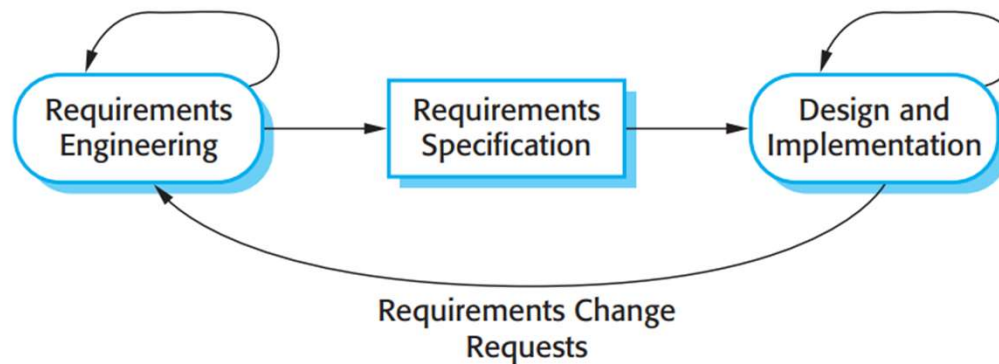 Requirements
Engineering
Requirements
Specification
Design and
Implementation
Requirements Change
Requests